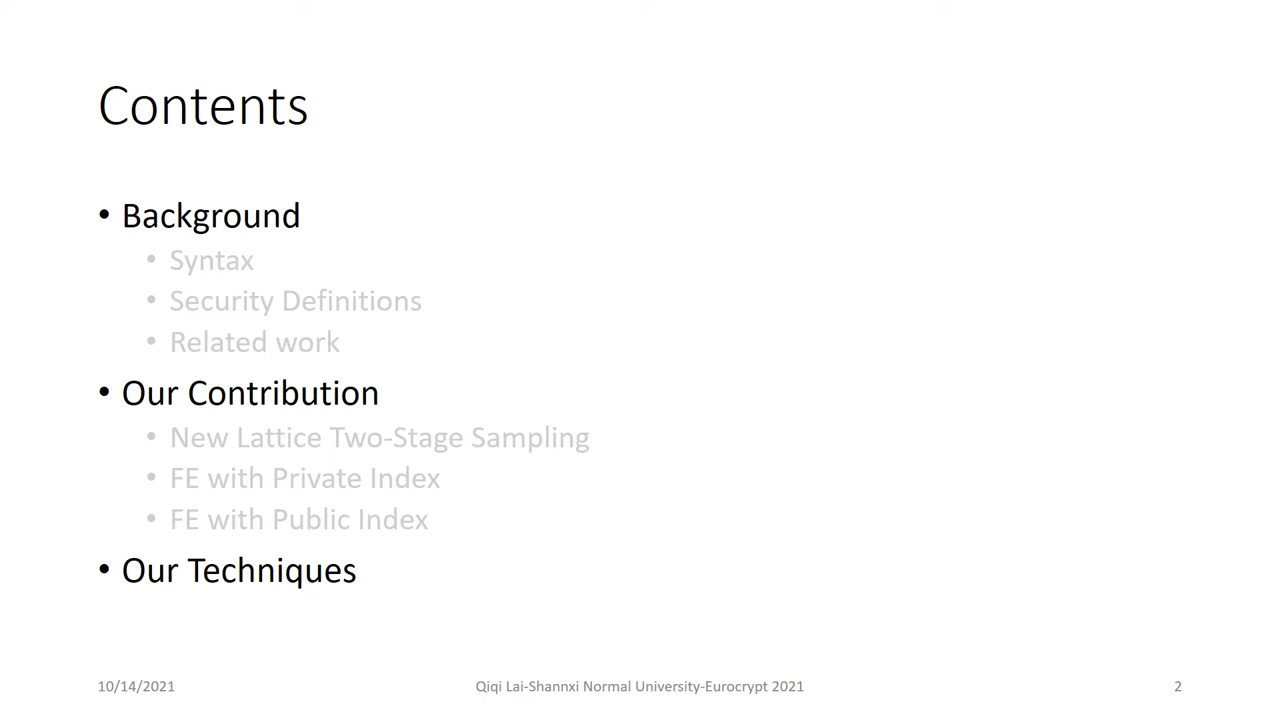 Contents
• Background
• Syntax
• Security Definitions
• Related work
• Our Contribution
• New Lattice Two-Stage Sampling
• FE with Private Index
• FE with Public Index
• Our Techniques
10/14/2021
Qiqi Lai-Shannxi Normal University-Eurocrypt 2021
2